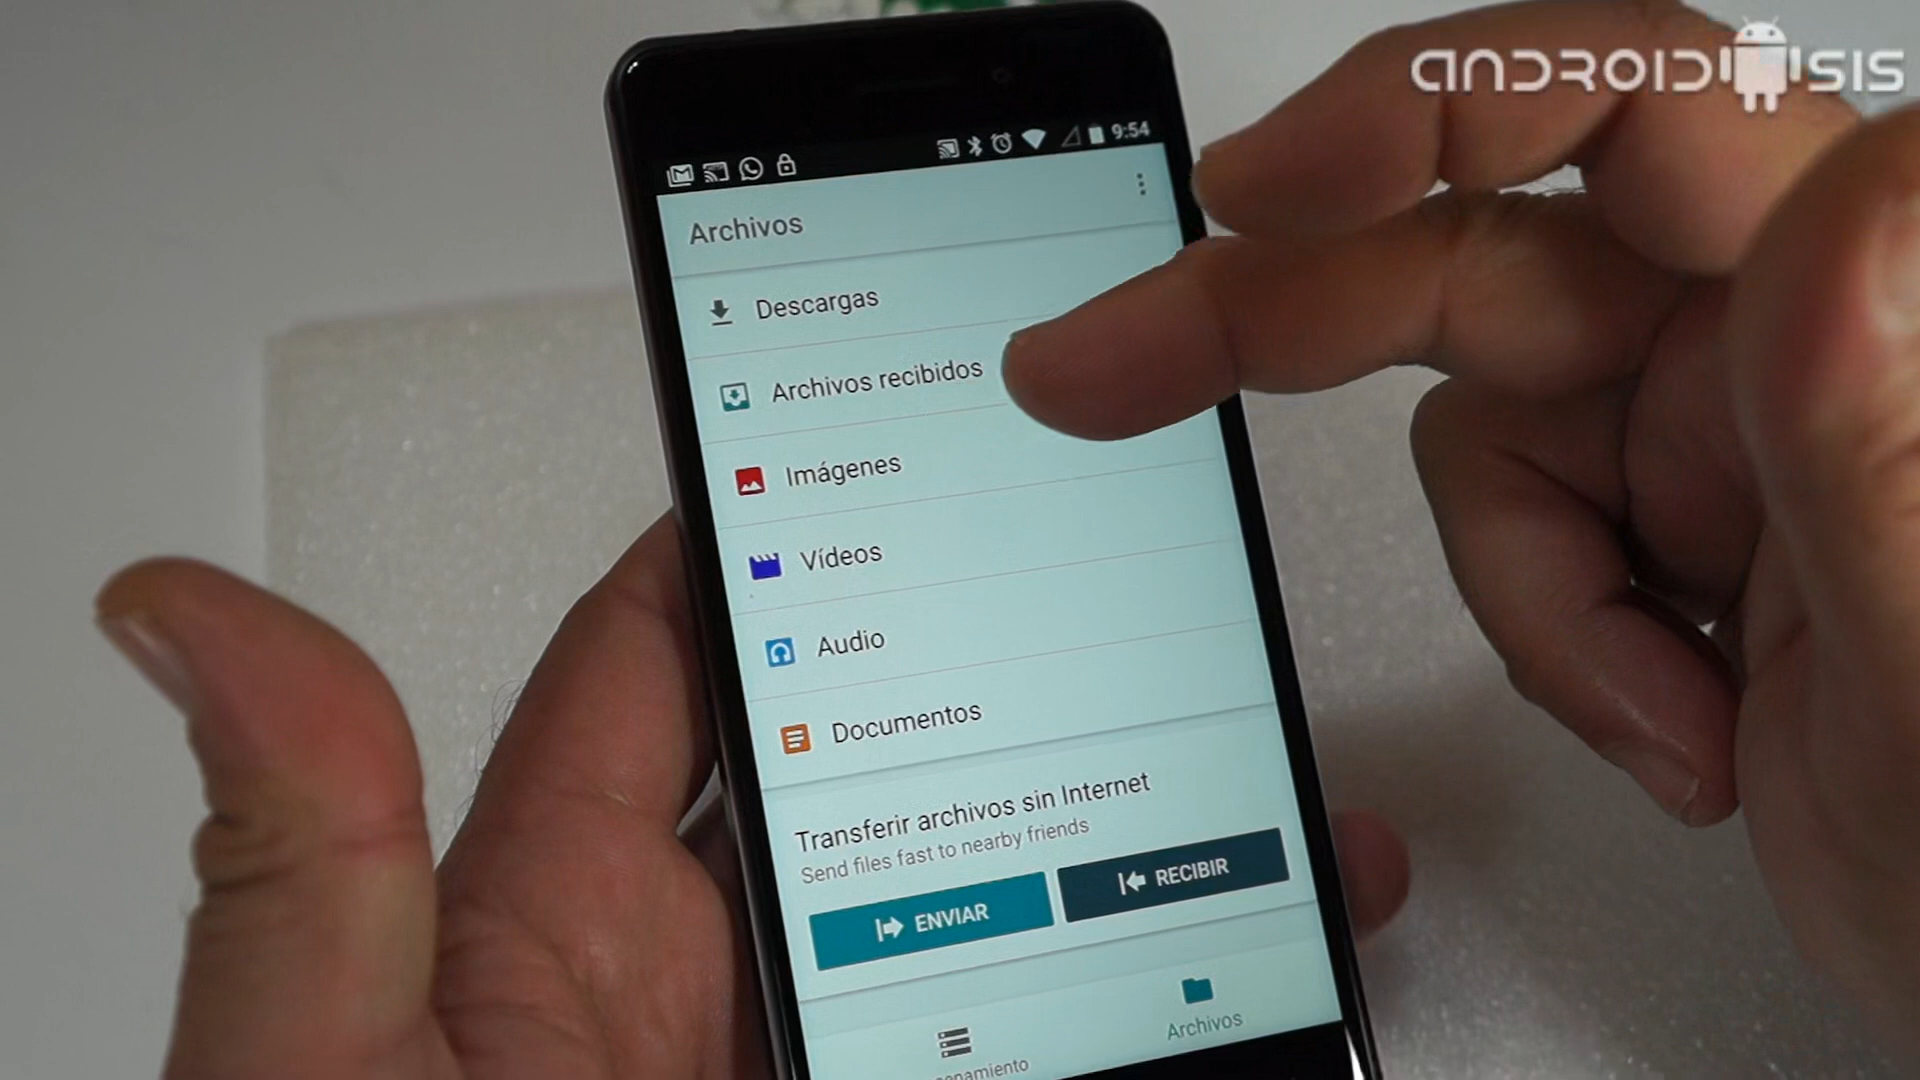 ANDROIDSIS
9:54
Archivos
Descargas
Archivos recibidos
Imágenes
Vídeos
Audio
Documentos
Transferir archivos sin Internet
Send files fast to nearby friends
ENVIAR
RECIBIR
Archivos